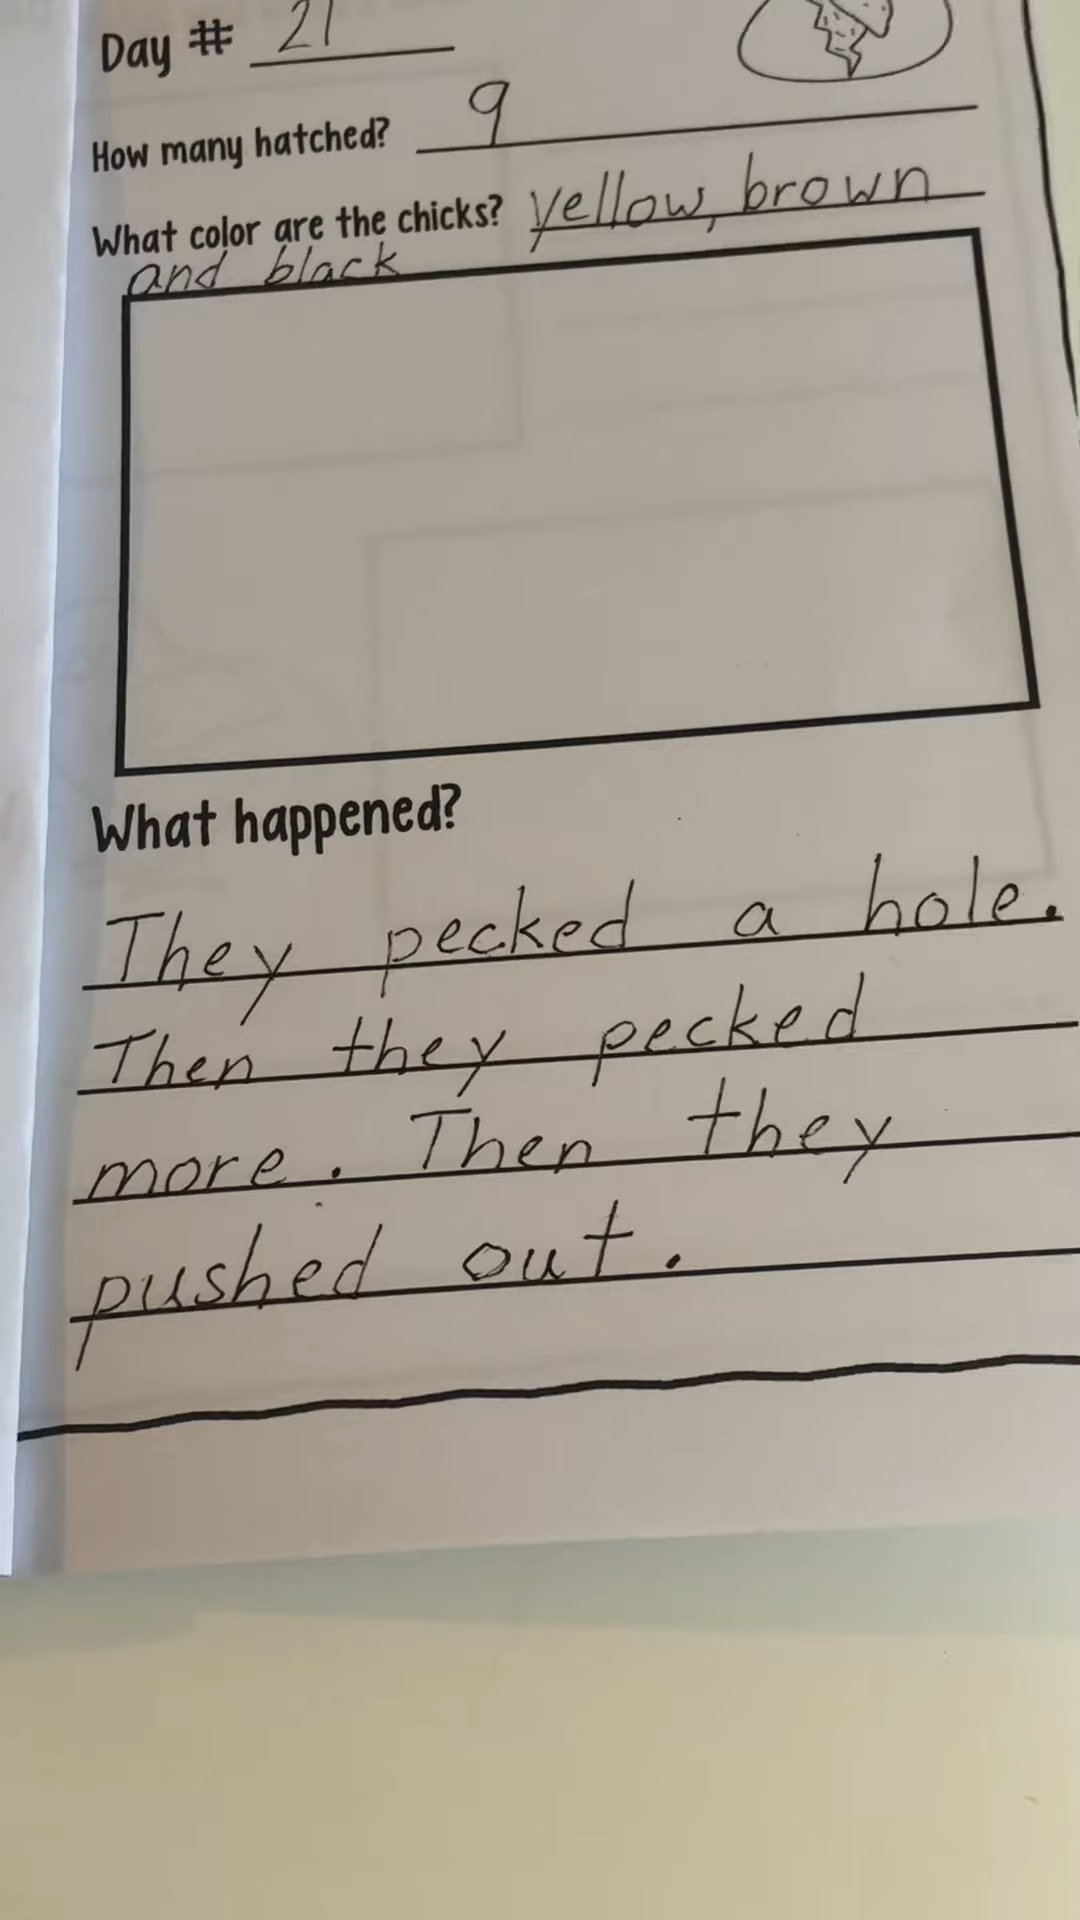 Day # 21
How many hatched? 9
What color are the chicks? yellow, brown
and black
What happened?
They pecked a hole.
Then they pecked
more. Then they
pushed out.